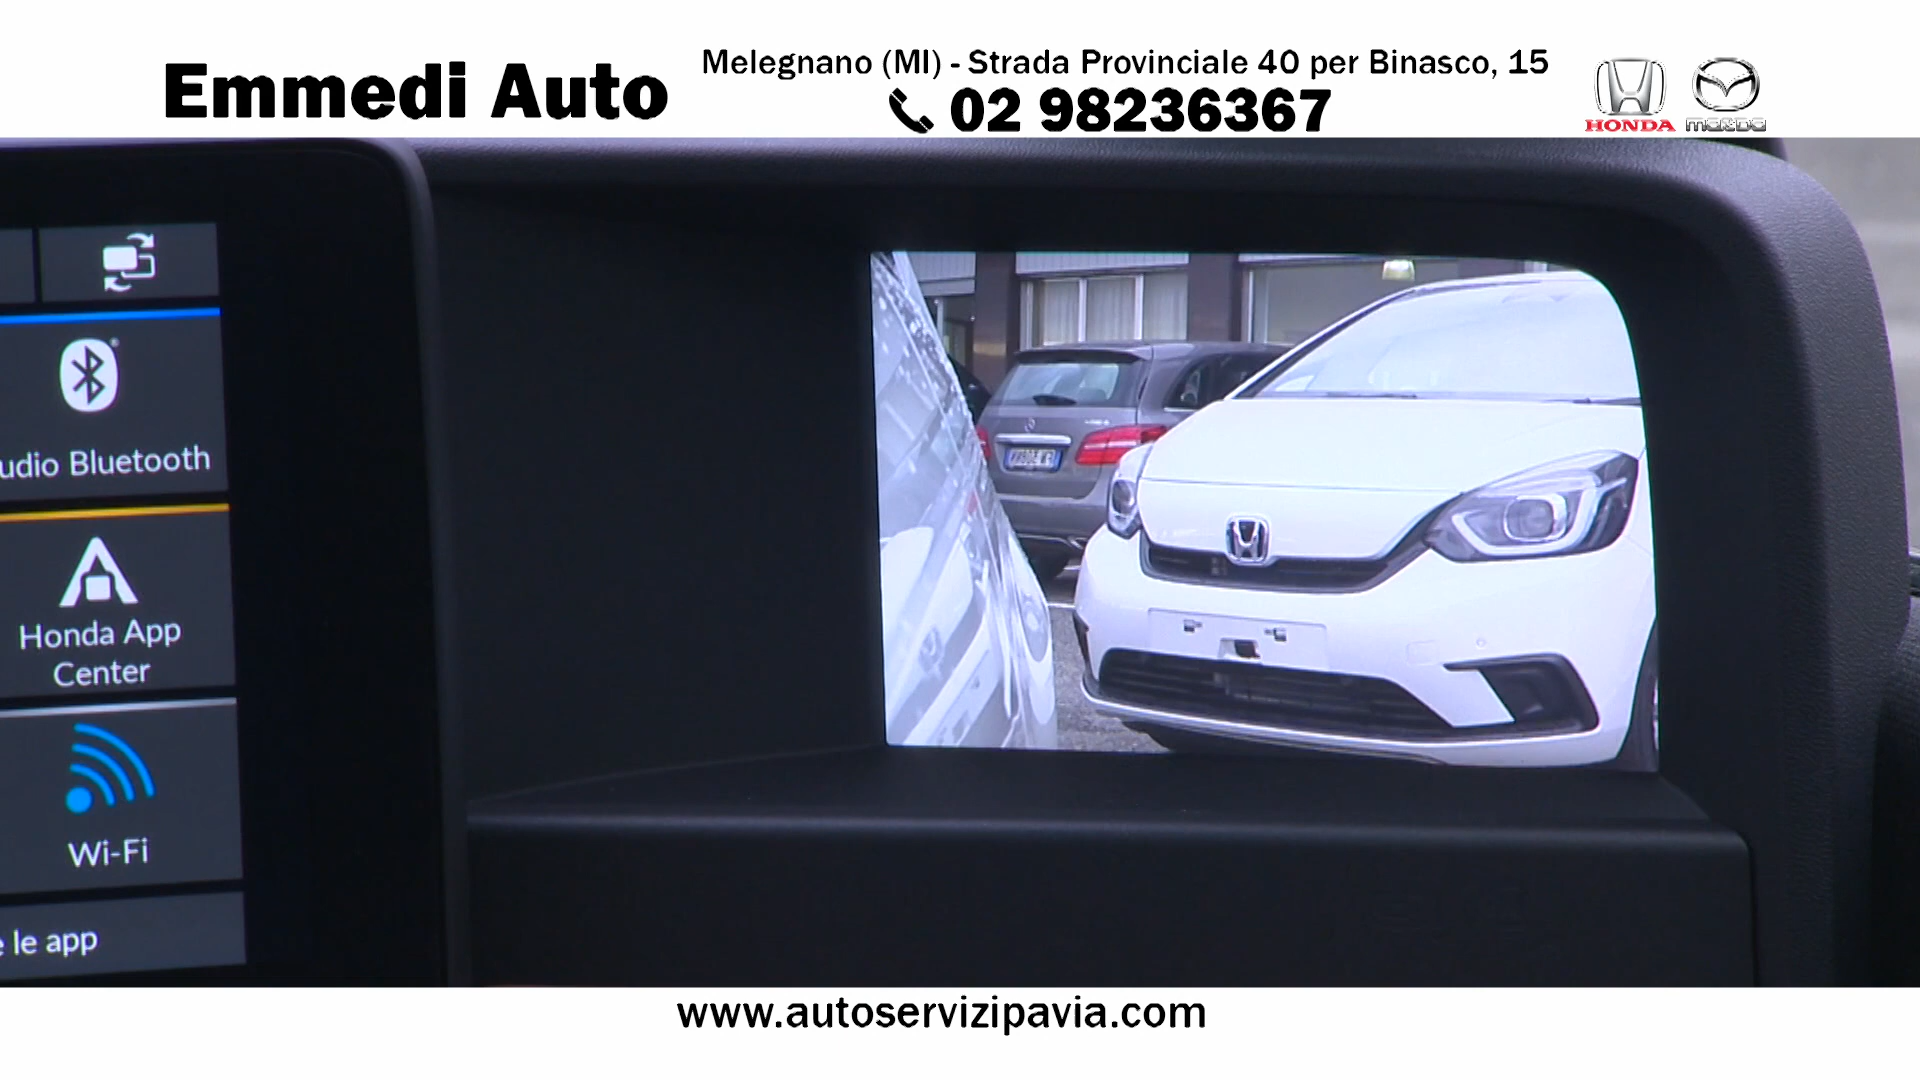 Emmedi Auto
Melegnano (MI) - Strada Provinciale 40 per Binasco, 15
02 98236367
HONDA
mazda
udio Bluetooth
Honda App
Center
Wi-Fi
e le app
www.autoservizipavia.com